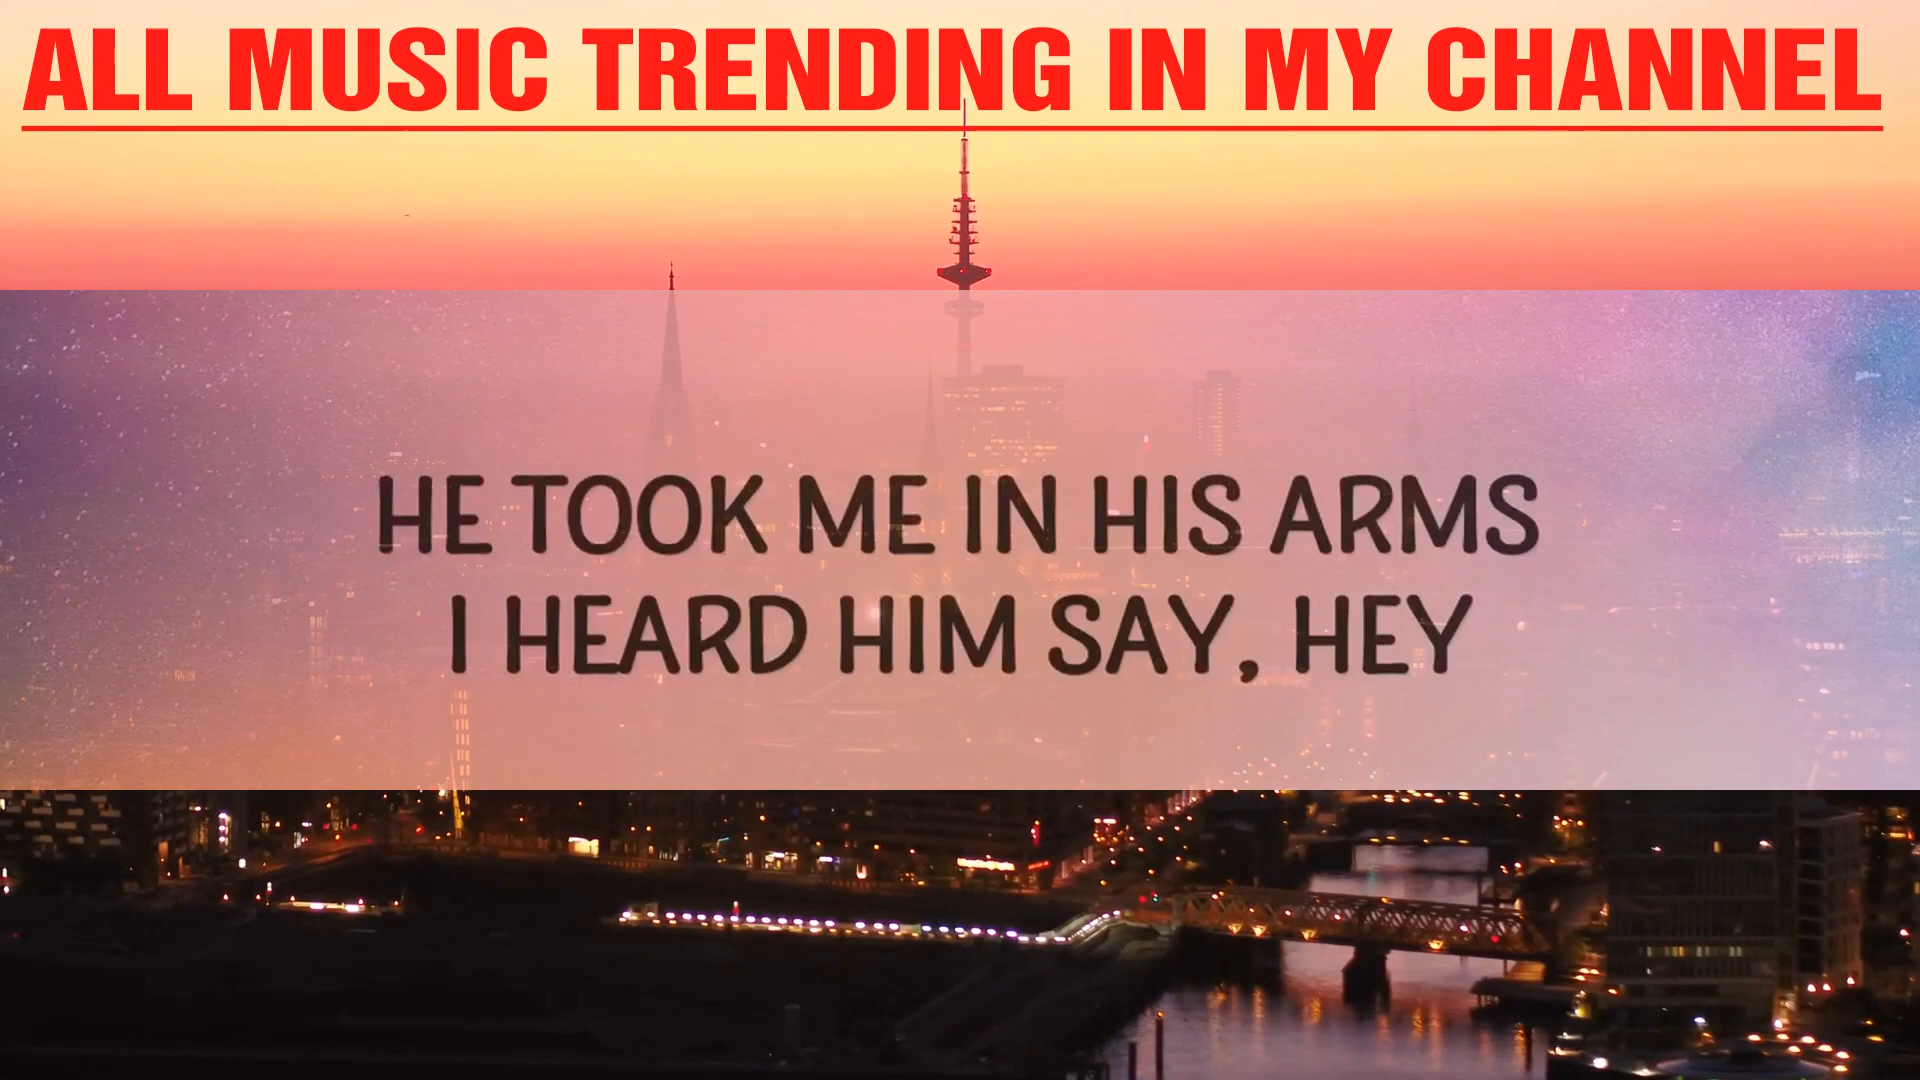 ALL MUSIC TRENDING IN MY CHANNEL
HE TOOK ME IN HIS ARMS
I HEARD HIM SAY, HEY